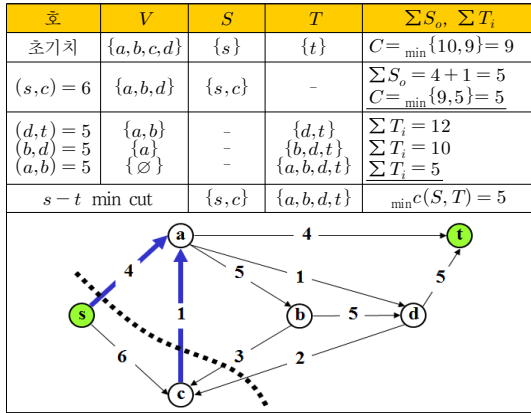 호 V S T ∑S_o, ∑T_i
초기치 {a,b,c,d} {s} {t} C=min{10,9}=9
(s,c)=6 {a,b,d} {s,c} - ∑S_o=4+1=5
C=min{9,5}=5
(d,t)=5 {a,b} - {d,t} ∑T_i=12
(b,d)=5 {a} - {b,d,t} ∑T_i=10
(a,b)=5 {∅} - {a,b,d,t} ∑T_i=5
s-t min cut {s,c} {a,b,d,t} min c(S,T)=5
a 4 t
4 5 1 5
s 1 b 5 d
6 3 2
c